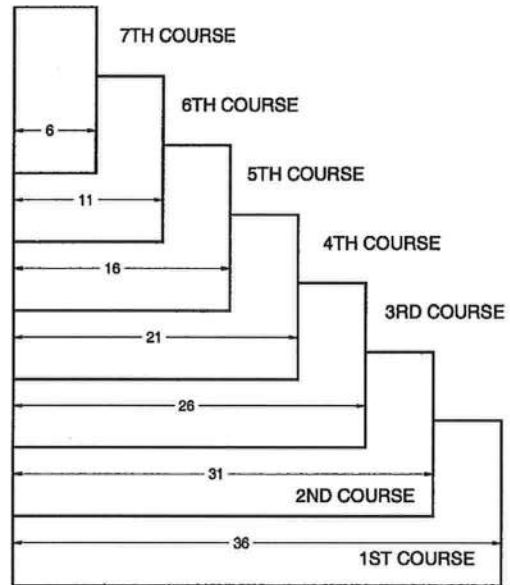 7TH COURSE
6TH COURSE
6
5TH COURSE
11
4TH COURSE
16
3RD COURSE
21
26
31
2ND COURSE
36
1ST COURSE